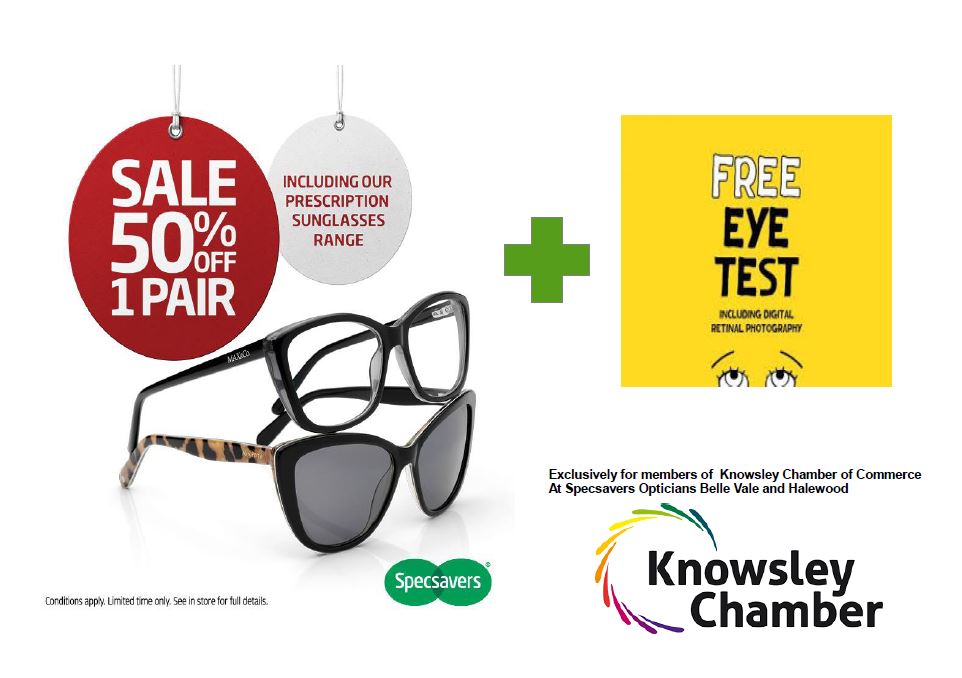 SALE
50%
OFF
1 PAIR
INCLUDING OUR
PRESCRIPTION
SUNGLASSES
RANGE
FREE
EYE
TEST
INCLUDING DIGITAL
RETINAL PHOTOGRAPHY
MAX&Co.
Exclusively for members of Knowsley Chamber of Commerce
At Specsavers Opticians Belle Vale and Halewood
Specsavers®
Knowsley
Chamber
Conditions apply. Limited time only. See in store for full details.